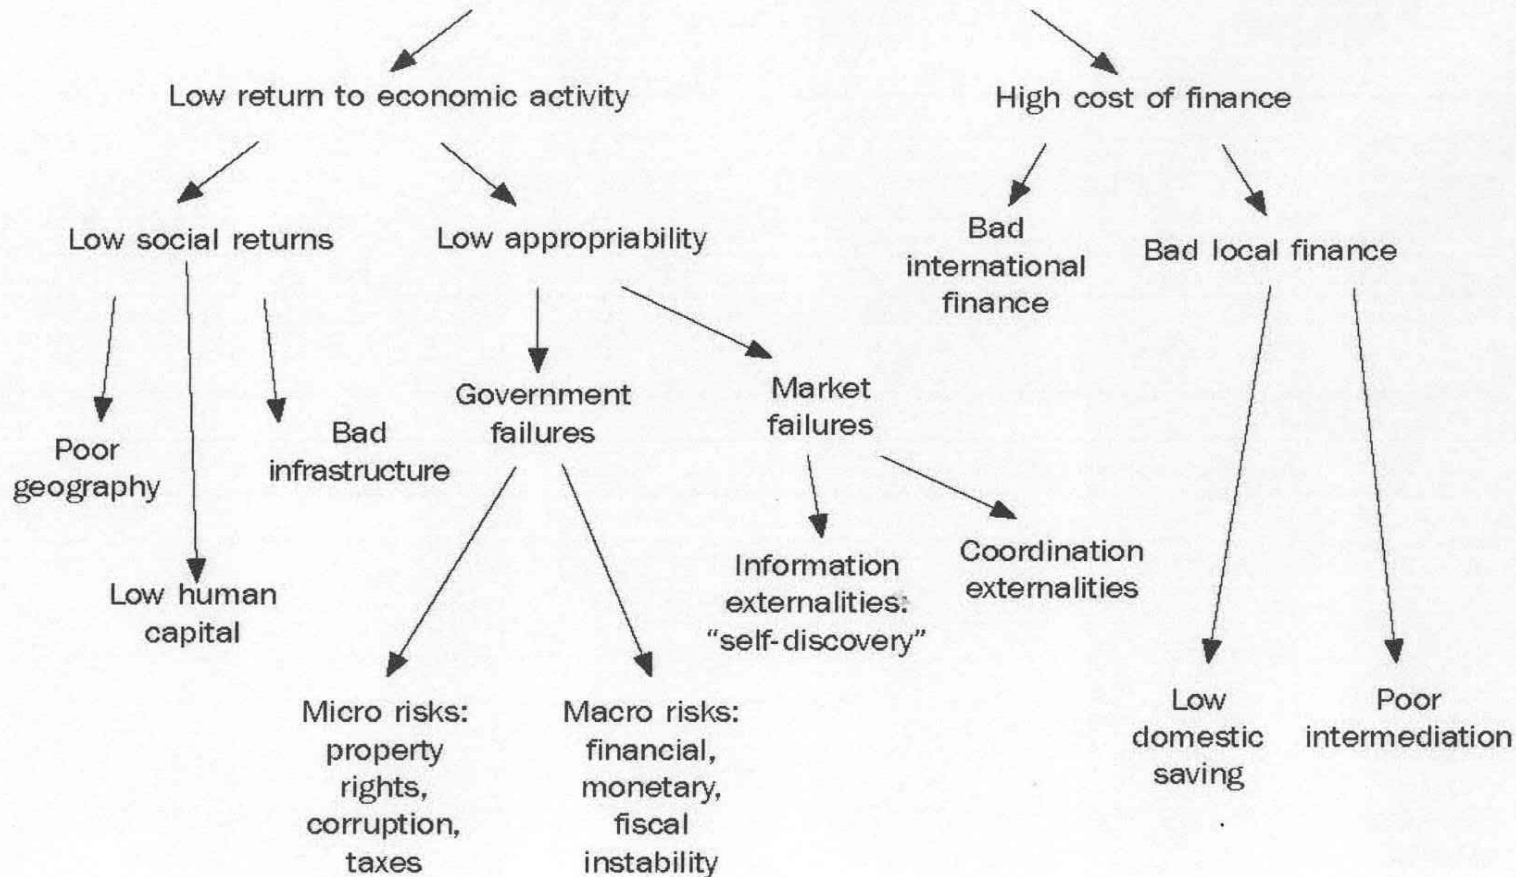 Low return to economic activity
High cost of finance
Low social returns
Low appropriability
Bad
international
finance
Bad local finance
Poor
geography
Bad
infrastructure
Government
failures
Market
failures
Low human
capital
Information
externalities:
“self-discovery”
Coordination
externalities
Micro risks:
property
rights,
corruption,
taxes
Macro risks:
financial,
monetary,
fiscal
instability
Low
domestic
saving
Poor
intermediation